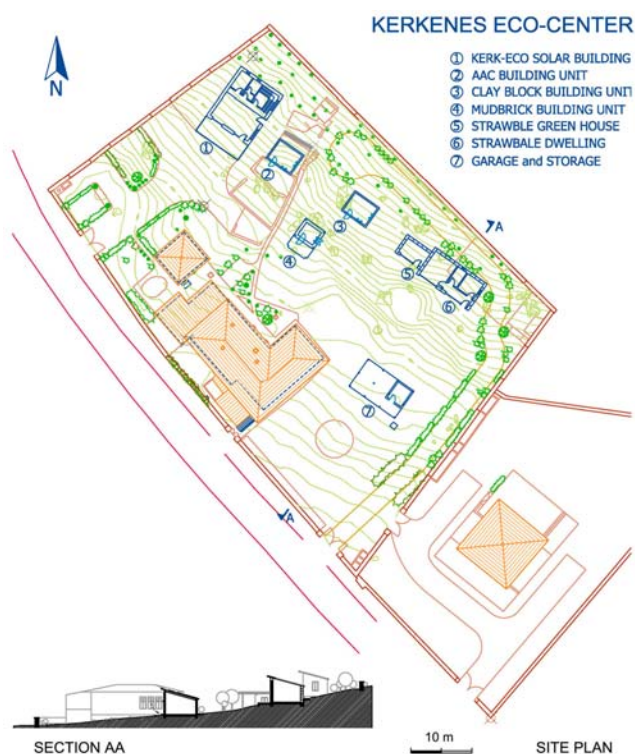 KERKENES ECO-CENTER
① KERK-ECO SOLAR BUILDING
② AAC BUILDING UNIT
③ CLAY BLOCK BUILDING UNIT
④ MUDBRICK BUILDING UNIT
⑤ STRAWBLE GREEN HOUSE
⑥ STRAWBALE DWELLING
⑦ GARAGE and STORAGE
N
①
②
③
④
⑤
⑥
⑦
A
A
SECTION AA
10 m
SITE PLAN